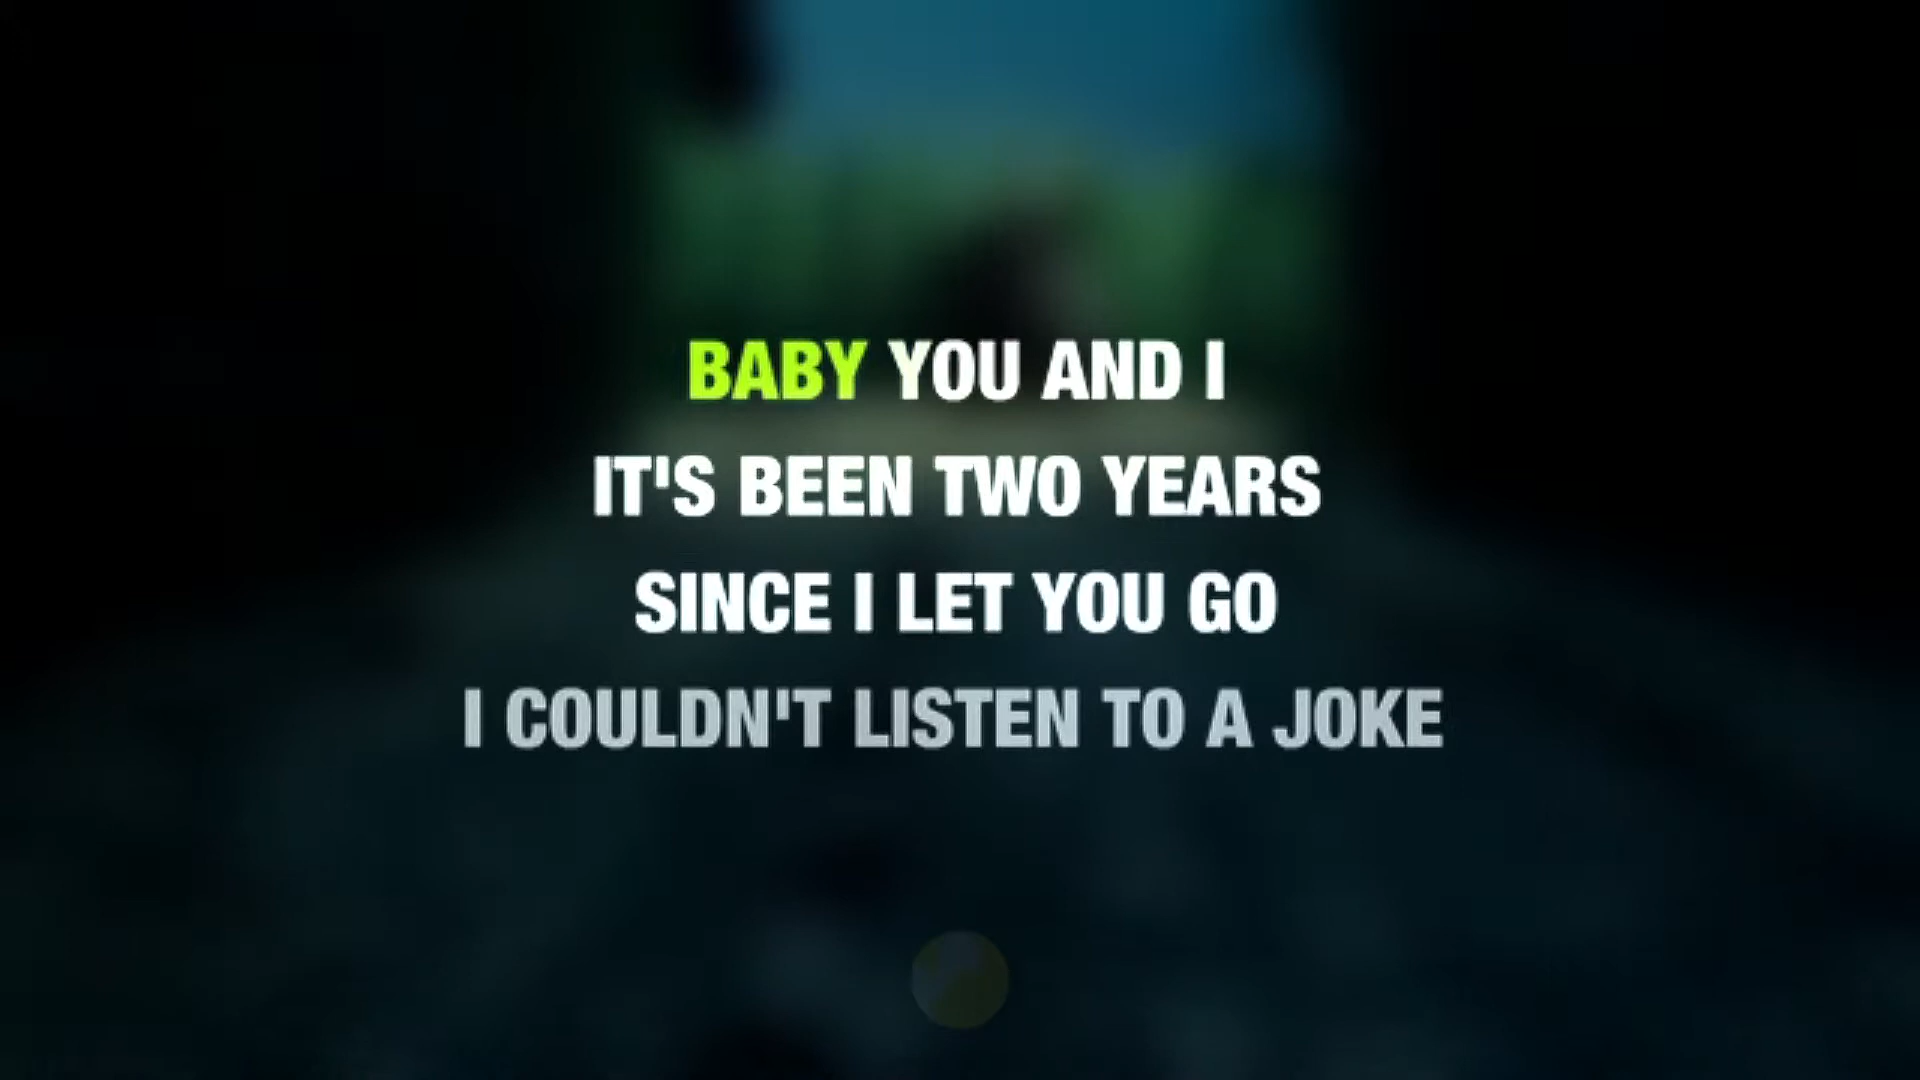 BABY YOU AND I
IT'S BEEN TWO YEARS
SINCE I LET YOU GO
I COULDN'T LISTEN TO A JOKE